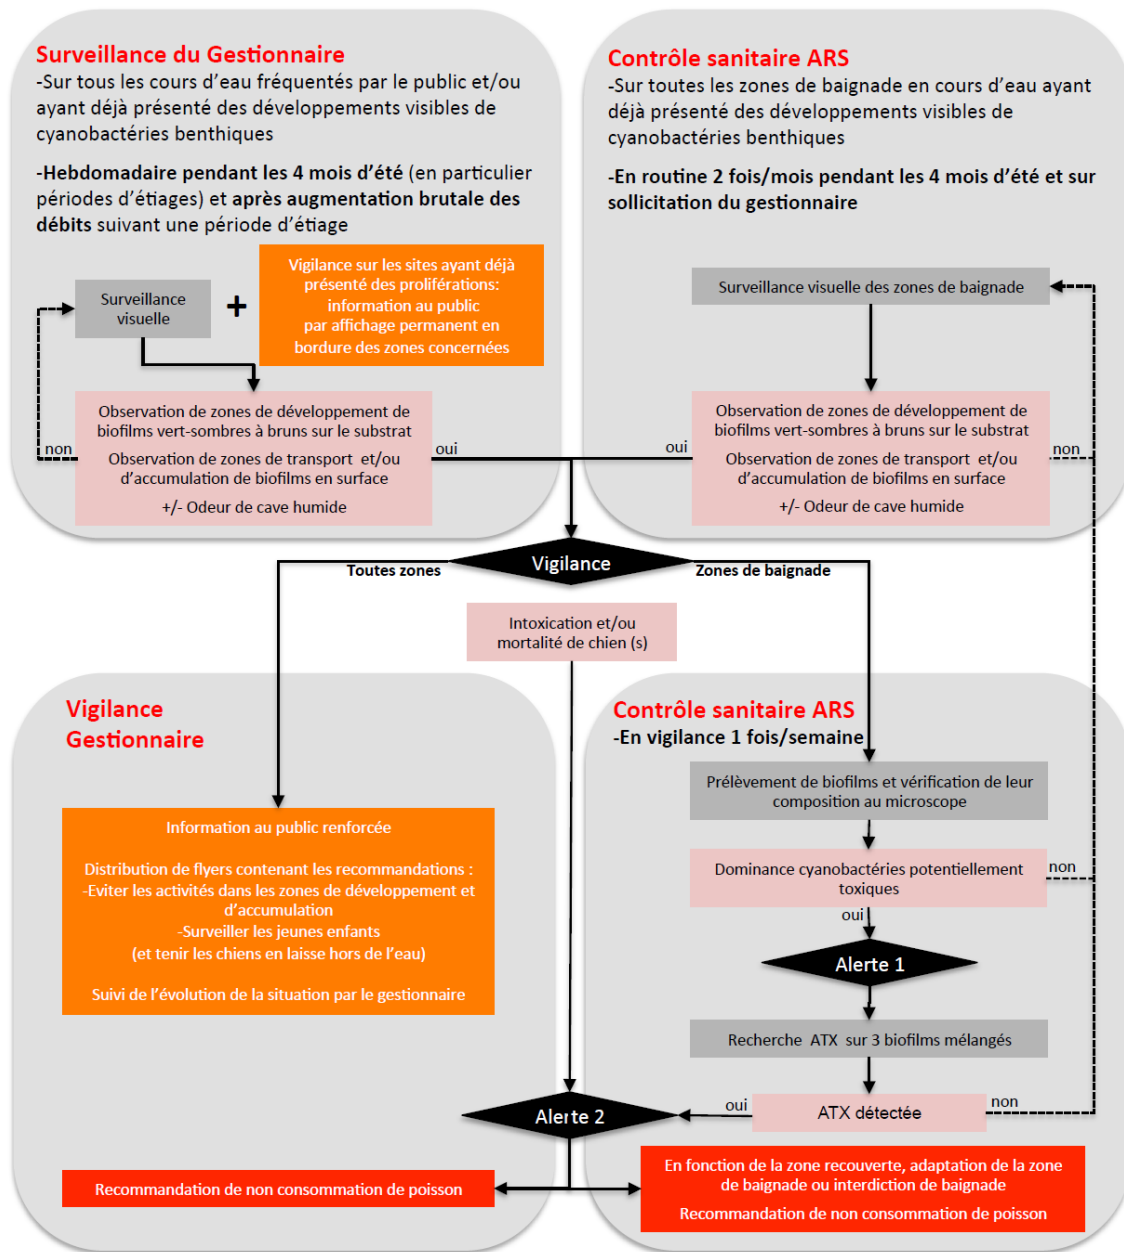 Surveillance du Gestionnaire
-Sur tous les cours d'eau fréquentés par le public et/ou
ayant déjà présenté des développements visibles de
cyanobactéries benthiques
-Hebdomadaire pendant les 4 mois d'été (en particulier
périodes d'étiages) et après augmentation brutale des
débits suivant une période d'étiage
Surveillance
visuelle
+
Vigilance sur les sites ayant déjà
présenté des proliférations:
information au public
par affichage permanent en
bordure des zones concernées
Observation de zones de développement de
biofilms vert-sombres à bruns sur le substrat
Observation de zones de transport et/ou
d'accumulation de biofilms en surface
+/- Odeur de cave humide
non
oui
Contrôle sanitaire ARS
-Sur toutes les zones de baignade en cours d'eau ayant
déjà présenté des développements visibles de
cyanobactéries benthiques
-En routine 2 fois/mois pendant les 4 mois d'été et sur
sollicitation du gestionnaire
Surveillance visuelle des zones de baignade
Observation de zones de développement de
biofilms vert-sombres à bruns sur le substrat
Observation de zones de transport et/ou
d'accumulation de biofilms en surface
+/- Odeur de cave humide
oui
non
Vigilance
Toutes zones
Zones de baignade
Intoxication et/ou
mortalité de chien (s)
Vigilance
Gestionnaire
Information au public renforcée
Distribution de flyers contenant les recommandations :
-Eviter les activités dans les zones de développement et
d'accumulation
-Surveiller les jeunes enfants
(et tenir les chiens en laisse hors de l'eau)
Suivi de l'évolution de la situation par le gestionnaire
Contrôle sanitaire ARS
-En vigilance 1 fois/semaine
Prélèvement de biofilms et vérification de leur
composition au microscope
Dominance cyanobactéries potentiellement
toxiques
non
oui
Alerte 1
Recherche ATX sur 3 biofilms mélangés
ATX détectée
oui
non
Alerte 2
Recommandation de non consommation de poisson
En fonction de la zone recouverte, adaptation de la zone
de baignade ou interdiction de baignade
Recommandation de non consommation de poisson